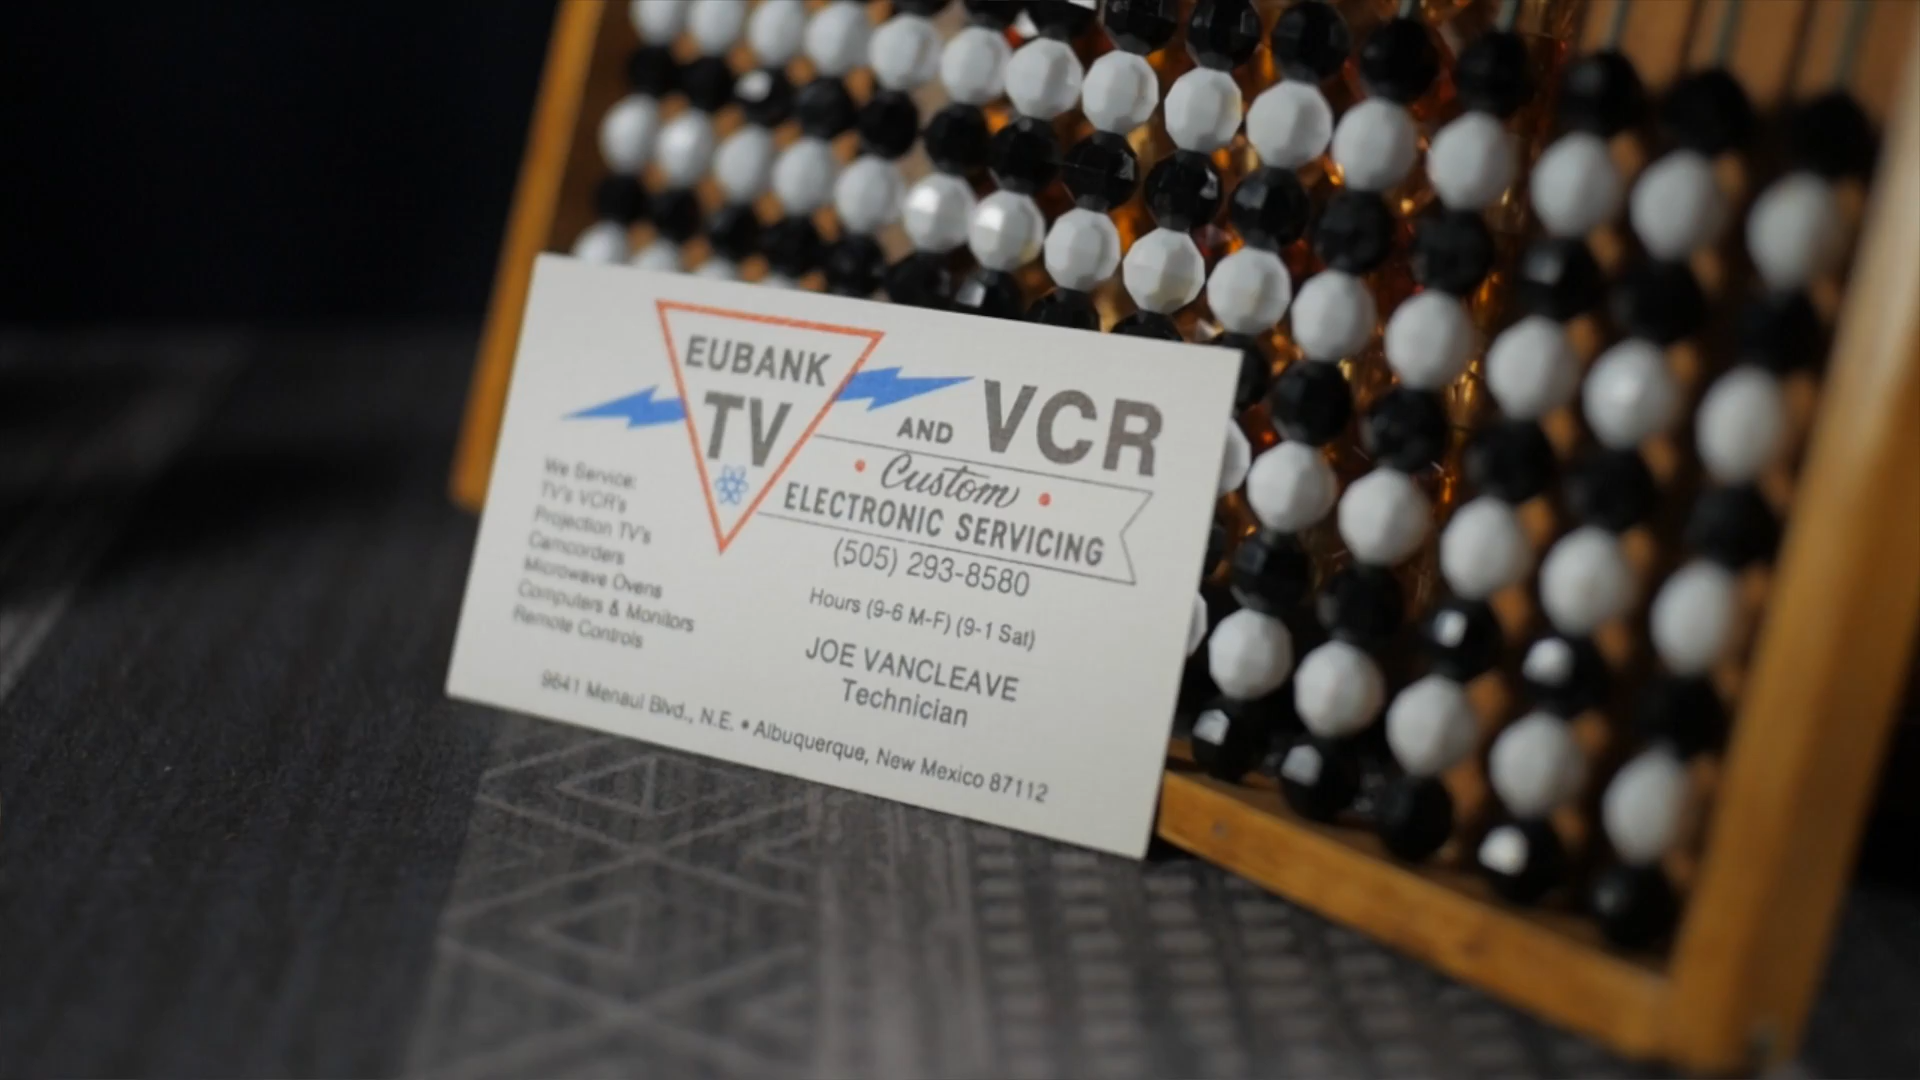 EUBANK
TV
AND VCR
Custom
ELECTRONIC SERVICING
(505) 293-8580
Hours (9-6 M-F) (9-1 Sat)
JOE VANCLEAVE
Technician
We Service:
TV's VCR's
Projection TV's
Camcorders
Microwave Ovens
Computers & Monitors
Remote Controls
9641 Menaul Blvd., N.E. • Albuquerque, New Mexico 87112